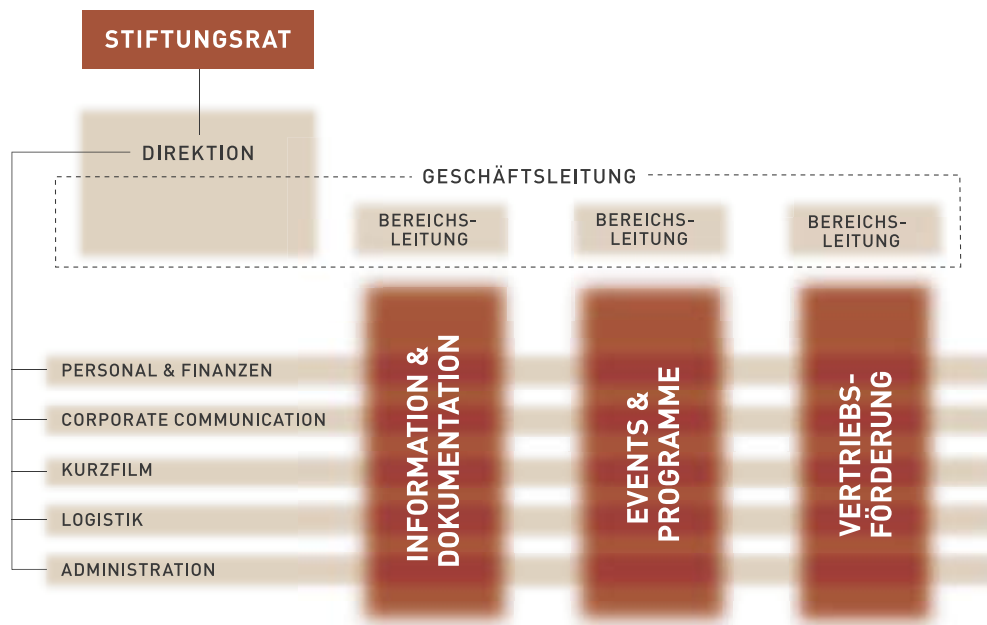 STIFTUNGSRAT
DIREKTION
GESCHÄFTSLEITUNG
BEREICHS-
LEITUNG
BEREICHS-
LEITUNG
BEREICHS-
LEITUNG
PERSONAL & FINANZEN
CORPORATE COMMUNICATION
KURZFILM
LOGISTIK
ADMINISTRATION
INFORMATION &
DOKUMENTATION
EVENTS &
PROGRAMME
VERTRIEBS-
FÖRDERUNG